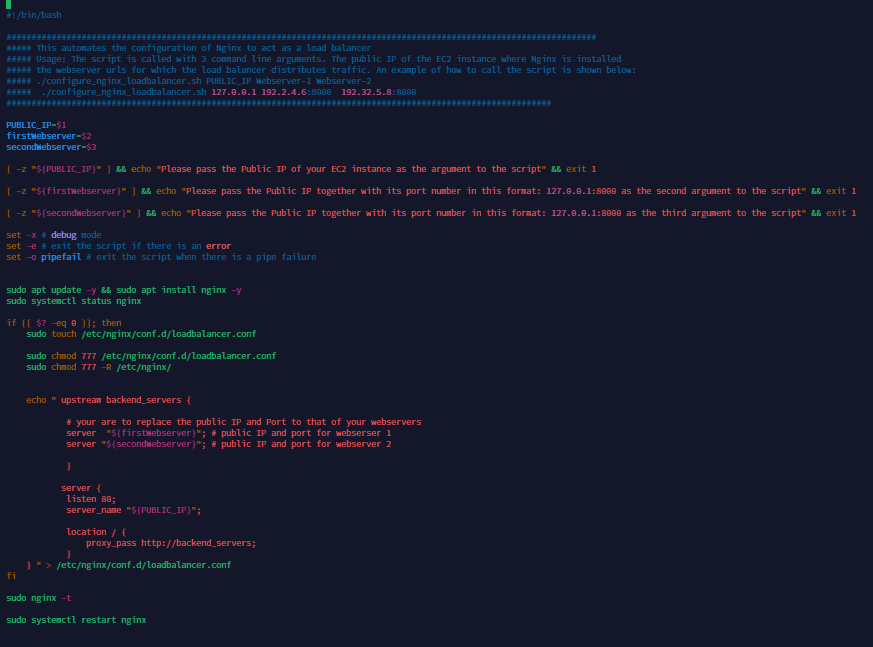 #!/bin/bash
######################################################################################################################
##### This automates the configuration of Nginx to act as a load balancer
##### Usage: The script is called with 3 command line arguments. The public IP of the EC2 instance where Nginx is installed
##### the webserver urls for which the load balancer distributes traffic. An example of how to call the script is shown below:
##### ./configure_nginx_loadbalancer.sh PUBLIC_IP Webserver-1 Webserver-2
#####  ./configure_nginx_loadbalancer.sh 127.0.0.1 192.2.4.6:8000  192.32.5.8:8000
#############################################################################################################
PUBLIC_IP=$1
firstWebserver=$2
secondWebserver=$3
[ -z "${PUBLIC_IP}" ] && echo "Please pass the Public IP of your EC2 instance as the argument to the script" && exit 1
[ -z "${firstWebserver}" ] && echo "Please pass the Public IP together with its port number in this format: 127.0.0.1:8000 as the second argument to the script" && exit 1
[ -z "${secondWebserver}" ] && echo "Please pass the Public IP together with its port number in this format: 127.0.0.1:8000 as the third argument to the script" && exit 1
set -x # debug mode
set -e # exit the script if there is an error
set -o pipefail # exit the script when there is a pipe failure
sudo apt update -y && sudo apt install nginx -y
sudo systemctl status nginx
if [[ $? -eq 0 ]]; then
    sudo touch /etc/nginx/conf.d/loadbalancer.conf
    sudo chmod 777 /etc/nginx/conf.d/loadbalancer.conf
    sudo chmod 777 -R /etc/nginx/
    echo " upstream backend_servers {
            # your are to replace the public IP and Port to that of your webservers
            server  "${firstWebserver}"; # public IP and port for webserser 1
            server "${secondWebserver}"; # public IP and port for webserver 2
            }
           server {
            listen 80;
            server_name "${PUBLIC_IP}";
            location / {
                proxy_pass http://backend_servers;
            }
    } " > /etc/nginx/conf.d/loadbalancer.conf
fi
sudo nginx -t
sudo systemctl restart nginx